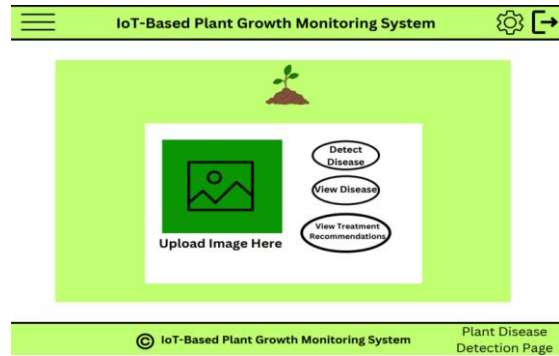 IoT-Based Plant Growth Monitoring System
Detect
Disease
View Disease
View Treatment
Recommendations
Upload Image Here
© IoT-Based Plant Growth Monitoring System
Plant Disease
Detection Page